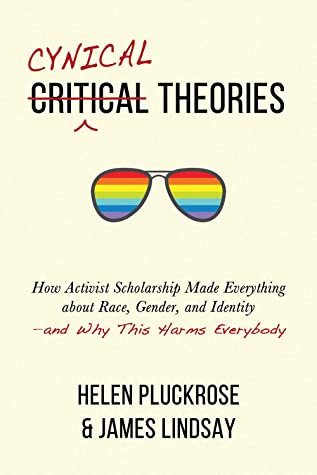 CYNICAL
CRITICAL THEORIES
How Activist Scholarship Made Everything
about Race, Gender, and Identity
—and Why This Harms Everybody
HELEN PLUCKROSE
& JAMES LINDSAY